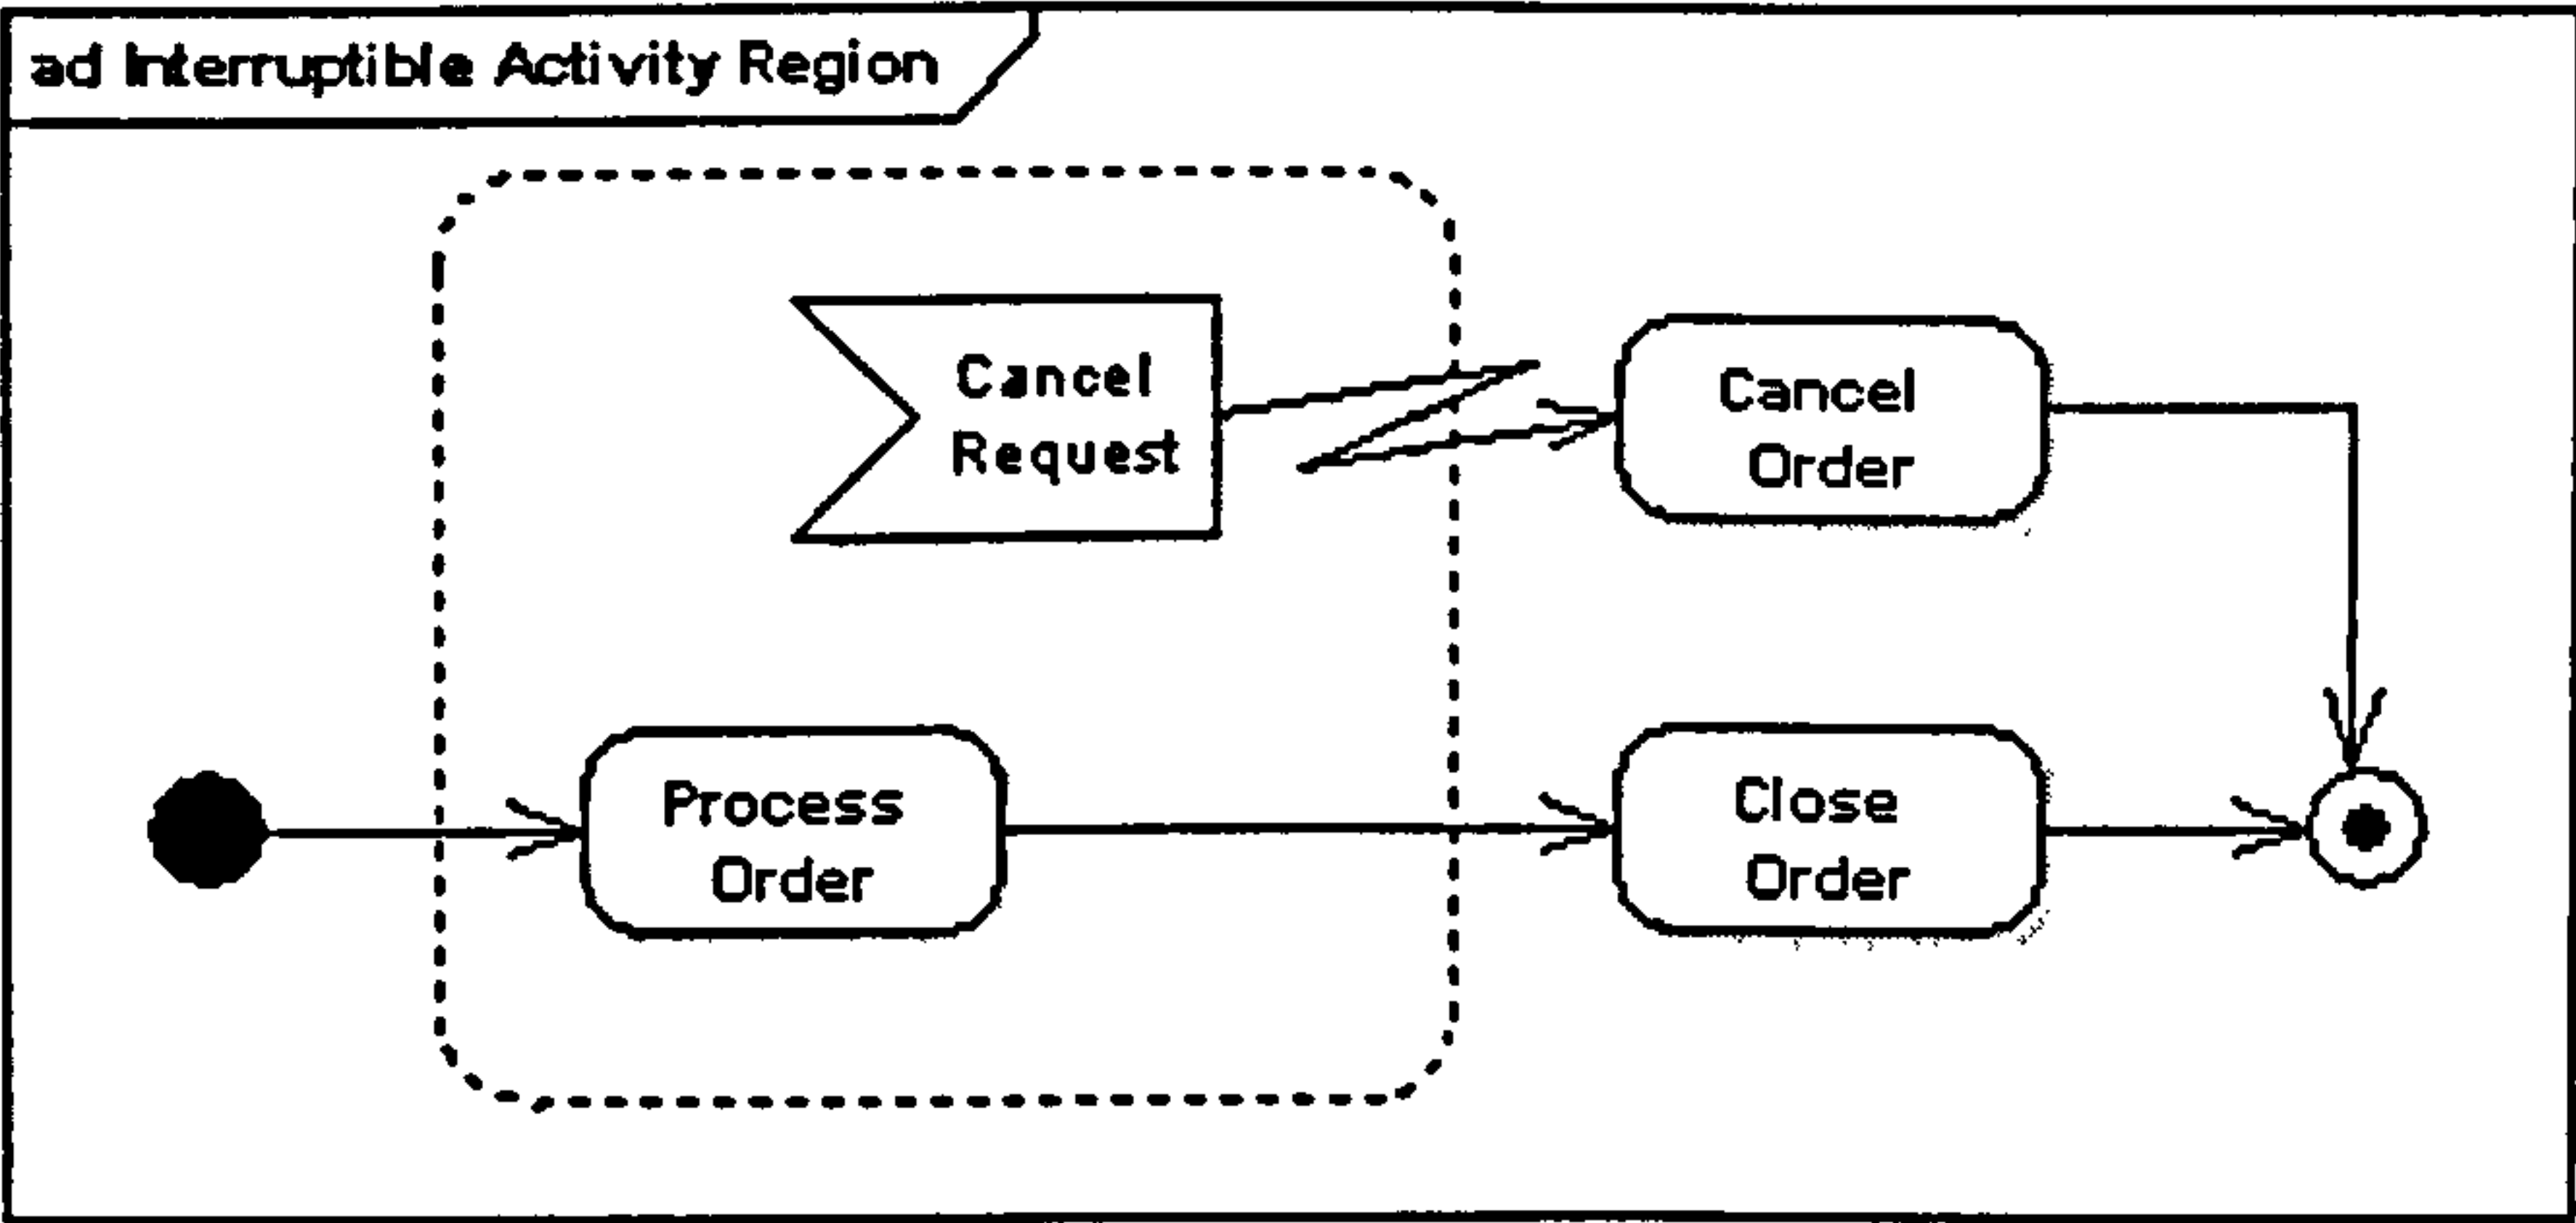 ad Interruptible Activity Region
Cancel
Request
Cancel
Order
Process
Order
Close
Order